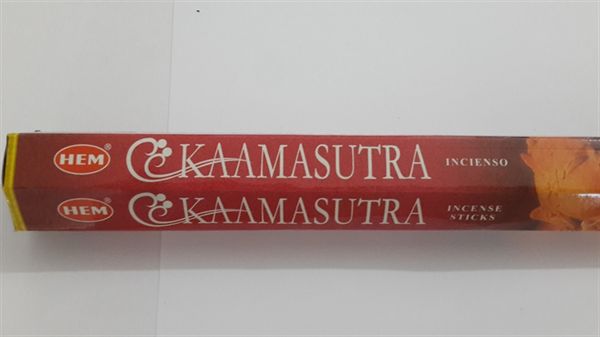 HEM KAAMASUTRA INCIENSO
HEM KAAMASUTRA INCENSE
STICKS